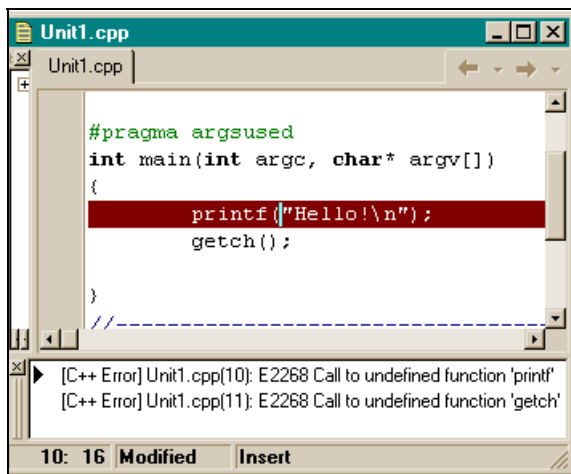 Unit1.cpp
Unit1.cpp
#pragma argsused
int main(int argc, char* argv[])
{
printf("Hello!\n");
getch();
}
//-----------------------------------
[C++ Error] Unit1.cpp(10): E2268 Call to undefined function 'printf'
[C++ Error] Unit1.cpp(11): E2268 Call to undefined function 'getch'
10: 16 Modified Insert